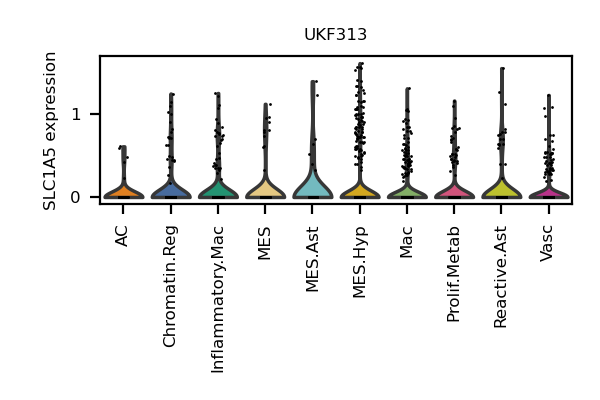 UKF313
SLC1A5 expression
1
0
AC
Chromatin.Reg
Inflammatory.Mac
MES
MES.Ast
MES.Hyp
Mac
Prolif.Metab
Reactive.Ast
Vasc